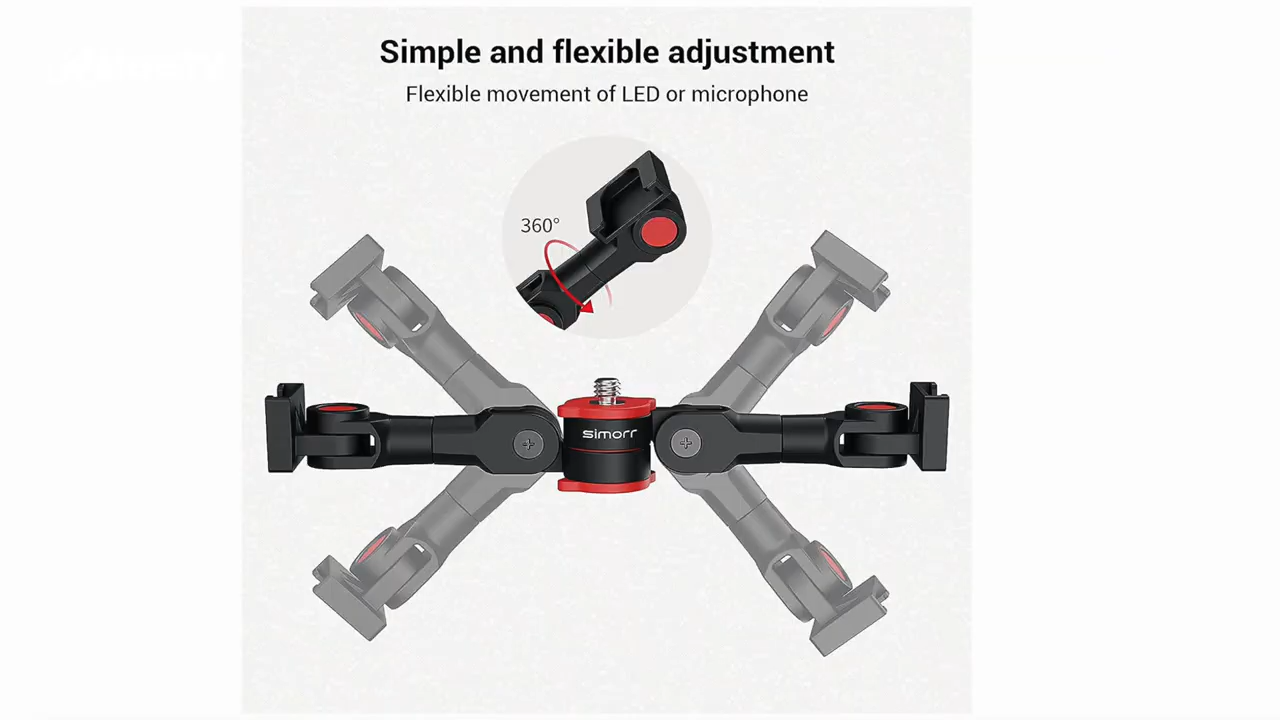 Simple and flexible adjustment
Flexible movement of LED or microphone
360°
simorr